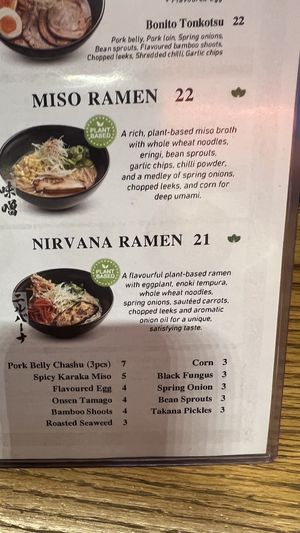 + Flavoured Egg
Bonito Tonkotsu 22
Pork belly, Pork loin, Spring onions,
Bean sprouts, Flavoured bamboo shoots,
Chopped leeks, Shredded chilli, Garlic chips
MISO RAMEN 22
PLANT
BASED
A rich, plant-based miso broth
with whole wheat noodles,
eringi, bean sprouts,
garlic chips, chilli powder,
and a medley of spring onions,
chopped leeks, and corn for
deep umami.
味噌
NIRVANA RAMEN 21
PLANT
BASED
A flavourful plant-based ramen
with eggplant, enoki tempura,
whole wheat noodles,
spring onions, sautéed carrots,
chopped leeks and aromatic
onion oil for a unique,
satisfying taste.
ニルバーナ
Pork Belly Chashu (3pcs) 7
Spicy Karaka Miso 5
Flavoured Egg 4
Onsen Tamago 4
Bamboo Shoots 4
Roasted Seaweed 3
Corn 3
Black Fungus 3
Spring Onion 3
Bean Sprouts 3
Takana Pickles 3